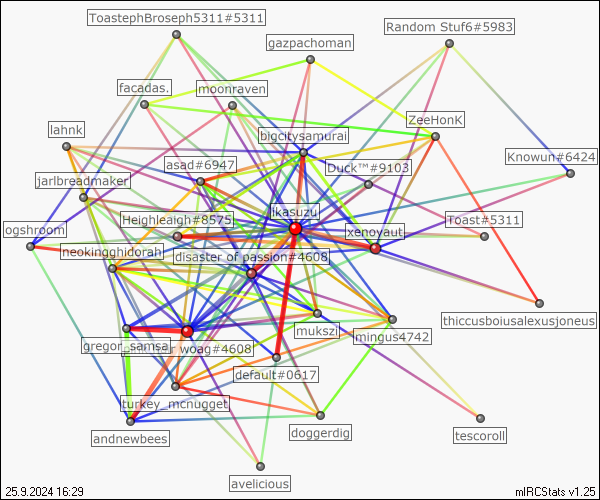 ToastephBroseph5311#5311
Random Stuf6#5983
gazpachoman
facadas.
moonraven
ZeeHonK
lahnk
bigcitysamurai
Knowun#6424
asad#6947
Duck™#9103
jarlbreadmaker
ikasuzu
Heighleaigh#8575
Toast#5311
ogshroom
xenoyaut
neokingghidorah
disaster of passion#4608
thiccusboiusalexusjoneus
mukszi
mingus4742
gregor_samsa
woag#4608
default#0617
turkey_mcnugget
doggerdig
andnewbees
tescoroll
avelicious
25.9.2024 16:29
mIRCStats v1.25